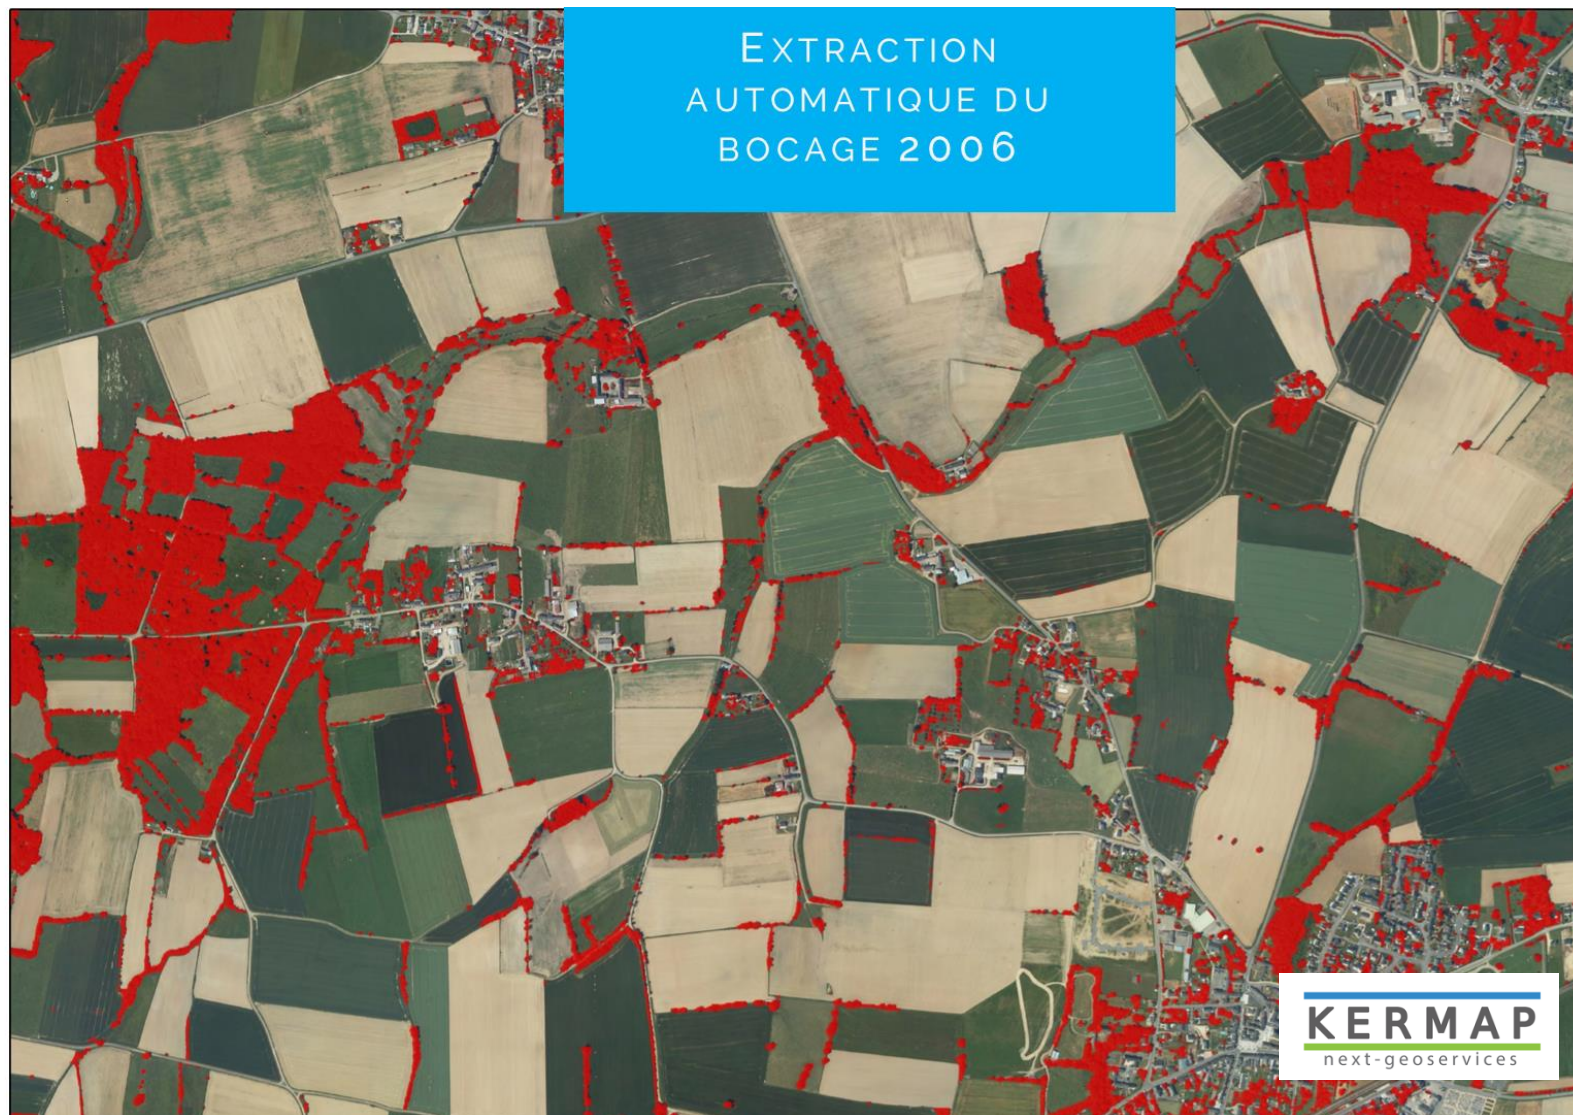 EXTRACTION
AUTOMATIQUE DU
BOCAGE 2006
KERMAP
next-geoservices